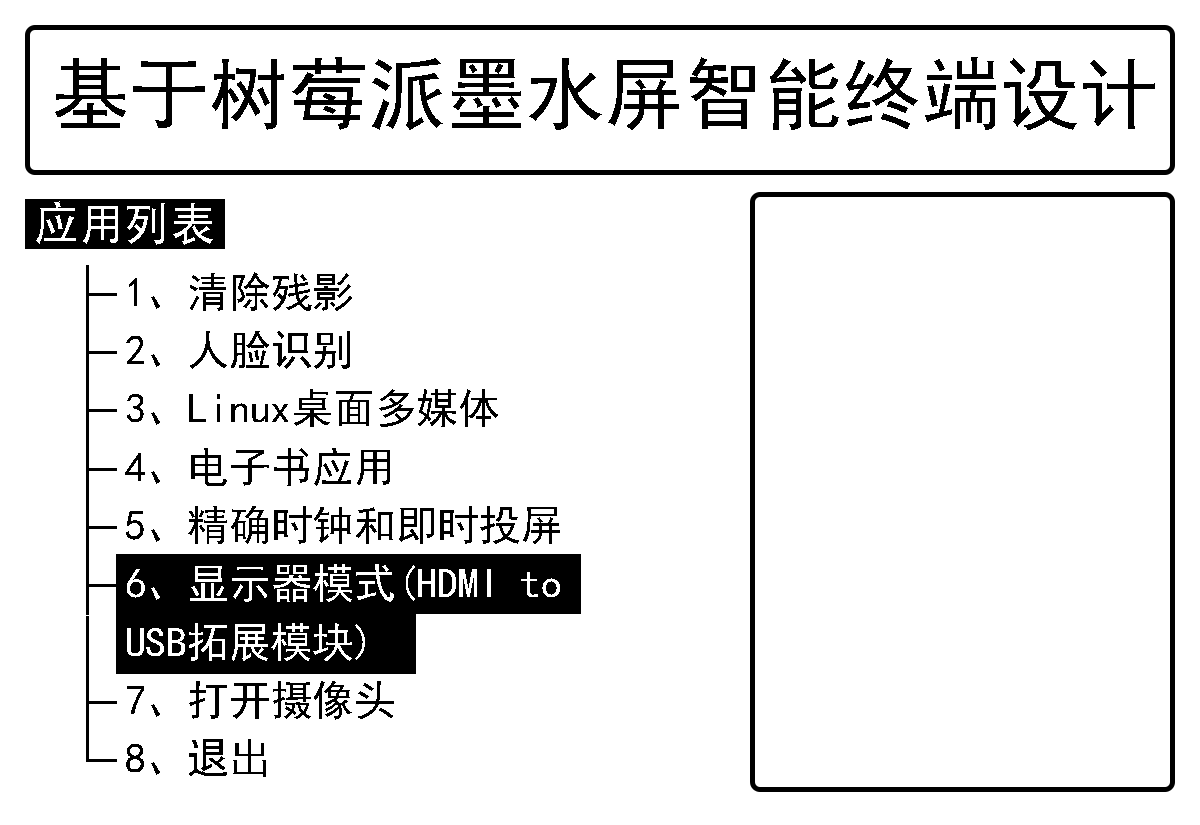 基于树莓派墨水屏智能终端设计
应用列表
1、清除残影
2、人脸识别
3、Linux桌面多媒体
4、电子书应用
5、精确时钟和即时投屏
6、显示器模式(HDMI to
USB拓展模块)
7、打开摄像头
8、退出